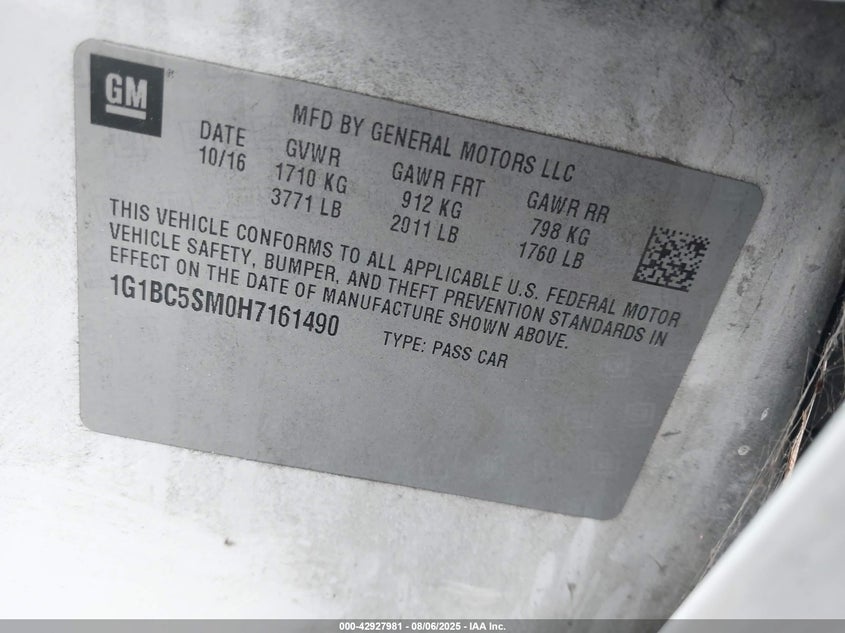 GM
MFD BY GENERAL MOTORS LLC
DATE GVWR GAWR FRT GAWR RR
10/16 1710 KG 912 KG 798 KG
3771 LB 2011 LB 1760 LB
THIS VEHICLE CONFORMS TO ALL APPLICABLE U.S. FEDERAL MOTOR
VEHICLE SAFETY, BUMPER, AND THEFT PREVENTION STANDARDS IN
EFFECT ON THE DATE OF MANUFACTURE SHOWN ABOVE.
1G1BC5SM0H7161490 TYPE: PASS CAR
000-42927981 - 08/06/2025 - IAA Inc.